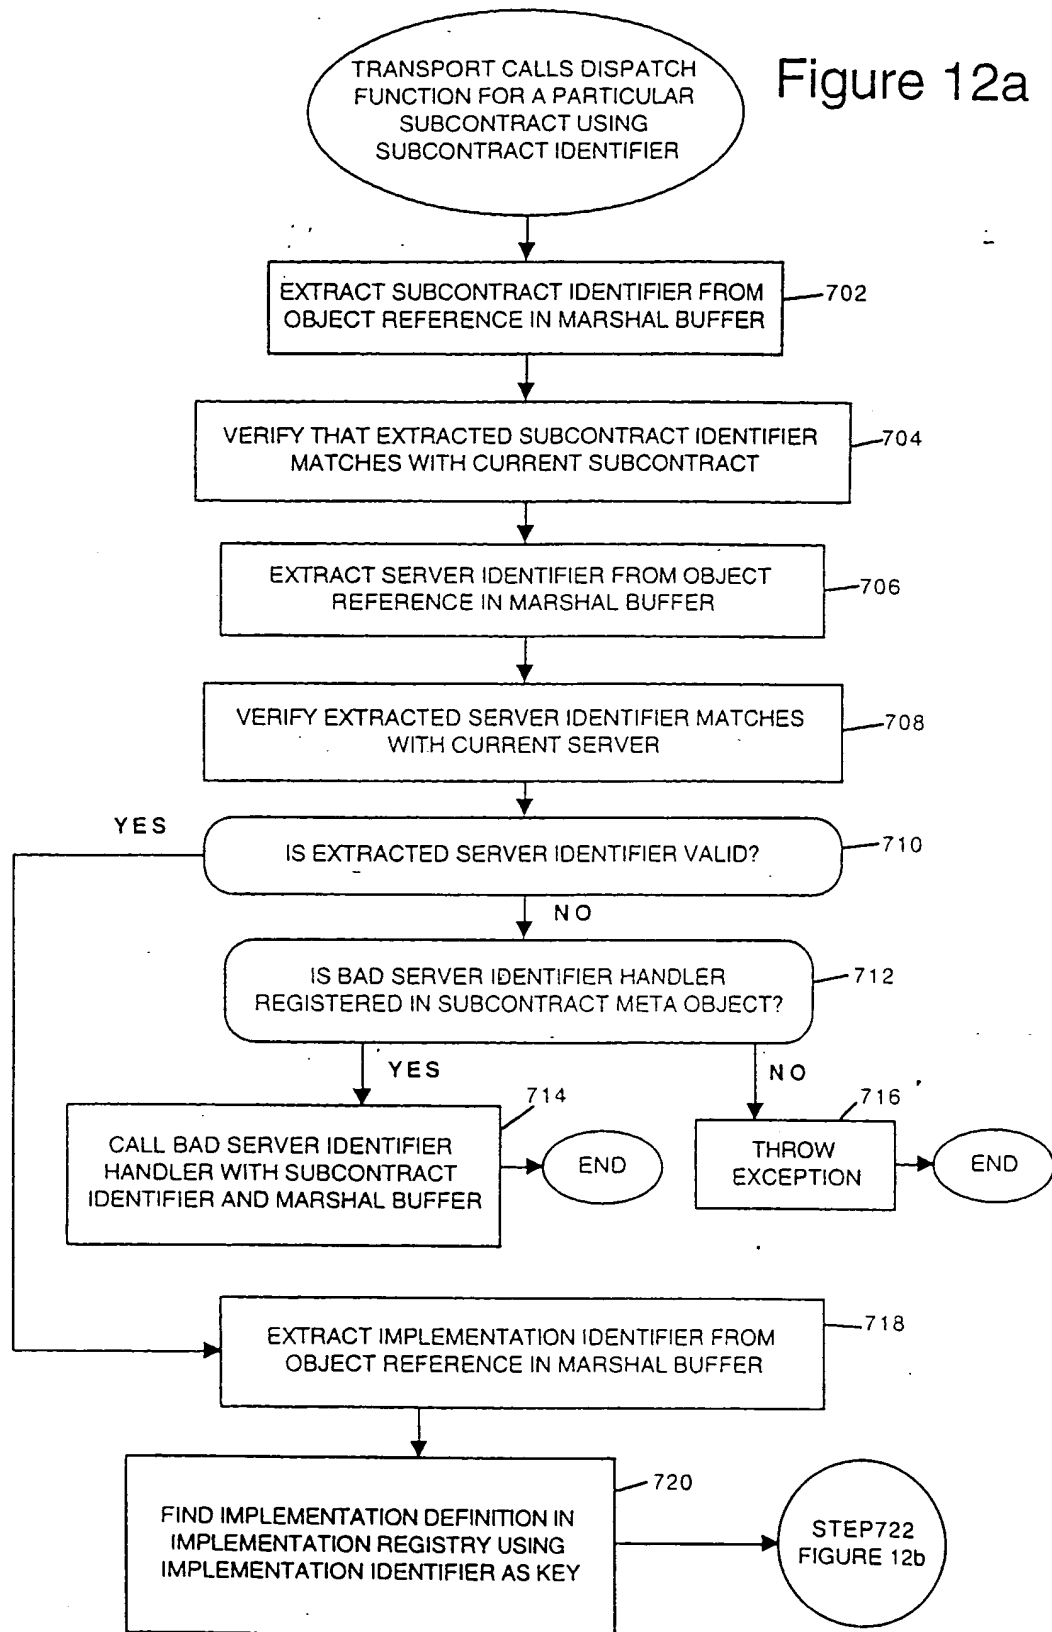 Figure 12a
TRANSPORT CALLS DISPATCH
FUNCTION FOR A PARTICULAR
SUBCONTRACT USING
SUBCONTRACT IDENTIFIER
EXTRACT SUBCONTRACT IDENTIFIER FROM
OBJECT REFERENCE IN MARSHAL BUFFER
702
VERIFY THAT EXTRACTED SUBCONTRACT IDENTIFIER
MATCHES WITH CURRENT SUBCONTRACT
704
EXTRACT SERVER IDENTIFIER FROM OBJECT
REFERENCE IN MARSHAL BUFFER
706
VERIFY EXTRACTED SERVER IDENTIFIER MATCHES
WITH CURRENT SERVER
708
YES
IS EXTRACTED SERVER IDENTIFIER VALID?
710
NO
IS BAD SERVER IDENTIFIER HANDLER
REGISTERED IN SUBCONTRACT META OBJECT?
712
YES
NO
714
CALL BAD SERVER IDENTIFIER
HANDLER WITH SUBCONTRACT
IDENTIFIER AND MARSHAL BUFFER
END
716
THROW
EXCEPTION
END
EXTRACT IMPLEMENTATION IDENTIFIER FROM
OBJECT REFERENCE IN MARSHAL BUFFER
718
FIND IMPLEMENTATION DEFINITION IN
IMPLEMENTATION REGISTRY USING
IMPLEMENTATION IDENTIFIER AS KEY
720
STEP722
FIGURE 12b